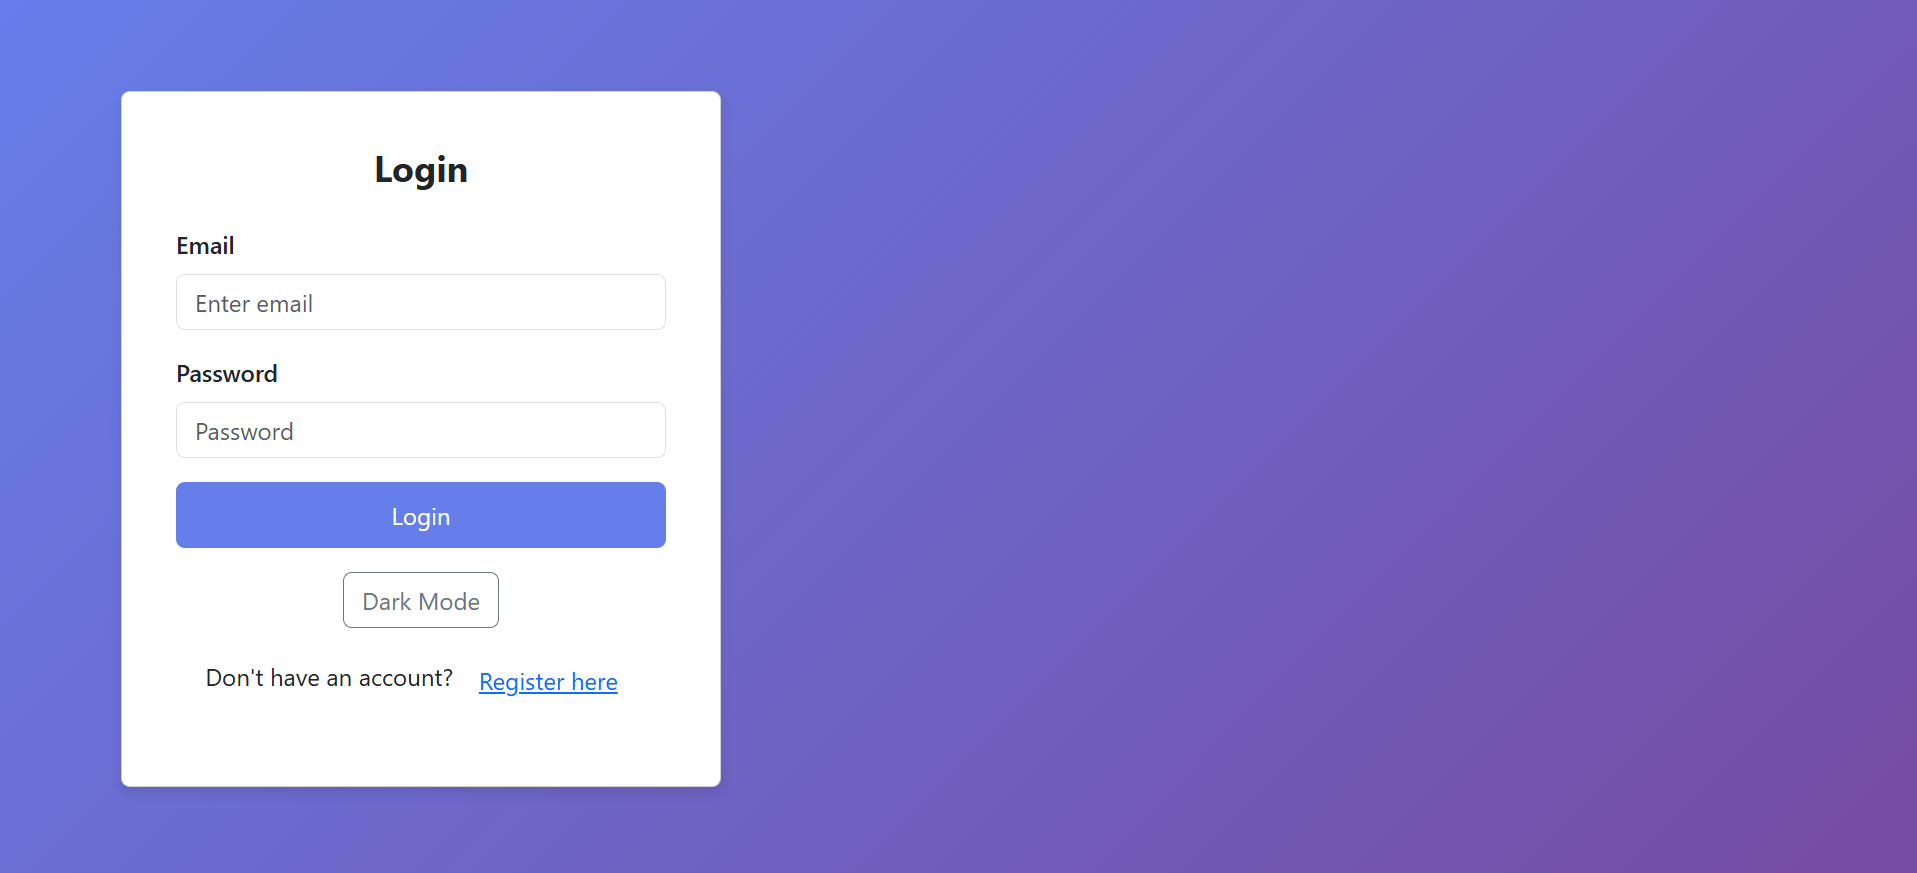 Login
Email
Enter email
Password
Password
Login
Dark Mode
Don't have an account? Register here